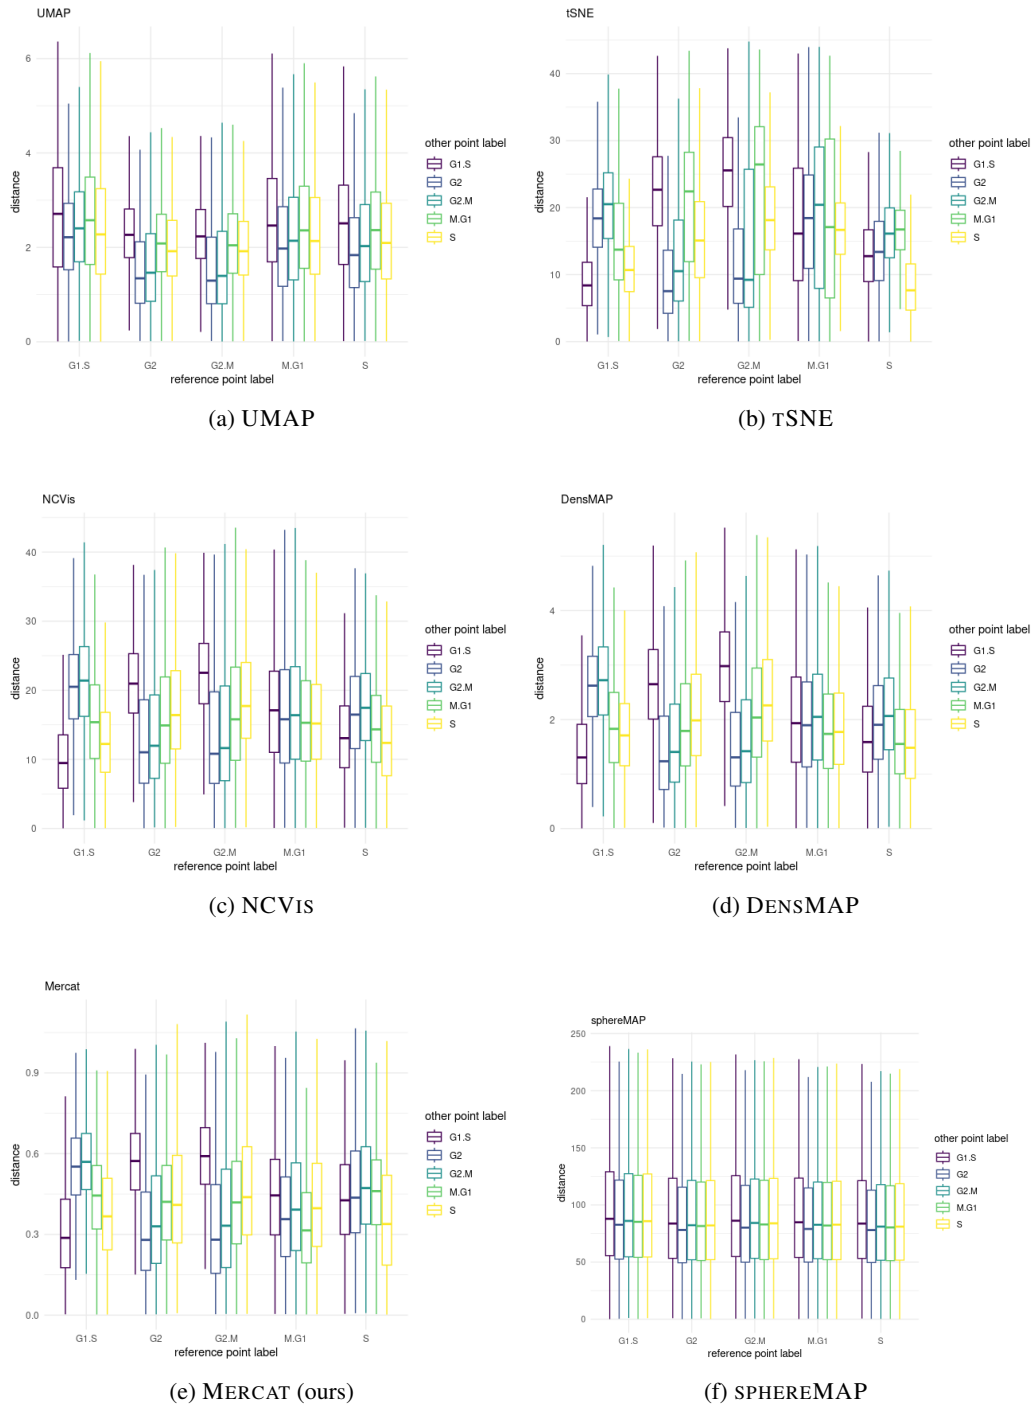 UMAP
6
4
2
0
distance
G1.S
G2
G2.M
M.G1
S
reference point label
other point label
G1.S
G2
G2.M
M.G1
S
(a) UMAP
tSNE
40
30
20
10
0
distance
G1.S
G2
G2.M
M.G1
S
reference point label
other point label
G1.S
G2
G2.M
M.G1
S
(b) TSNE
NCVis
40
30
20
10
0
distance
G1.S
G2
G2.M
M.G1
S
reference point label
other point label
G1.S
G2
G2.M
M.G1
S
(c) NCVIS
DensMAP
4
2
0
distance
G1.S
G2
G2.M
M.G1
S
reference point label
other point label
G1.S
G2
G2.M
M.G1
S
(d) DENSMAP
Mercat
0.9
0.6
0.3
0.0
distance
G1.S
G2
G2.M
M.G1
S
reference point label
other point label
G1.S
G2
G2.M
M.G1
S
(e) MERCAT (ours)
sphereMAP
250
200
150
100
50
0
distance
G1.S
G2
G2.M
M.G1
S
reference point label
other point label
G1.S
G2
G2.M
M.G1
S
(f) SPHEREMAP